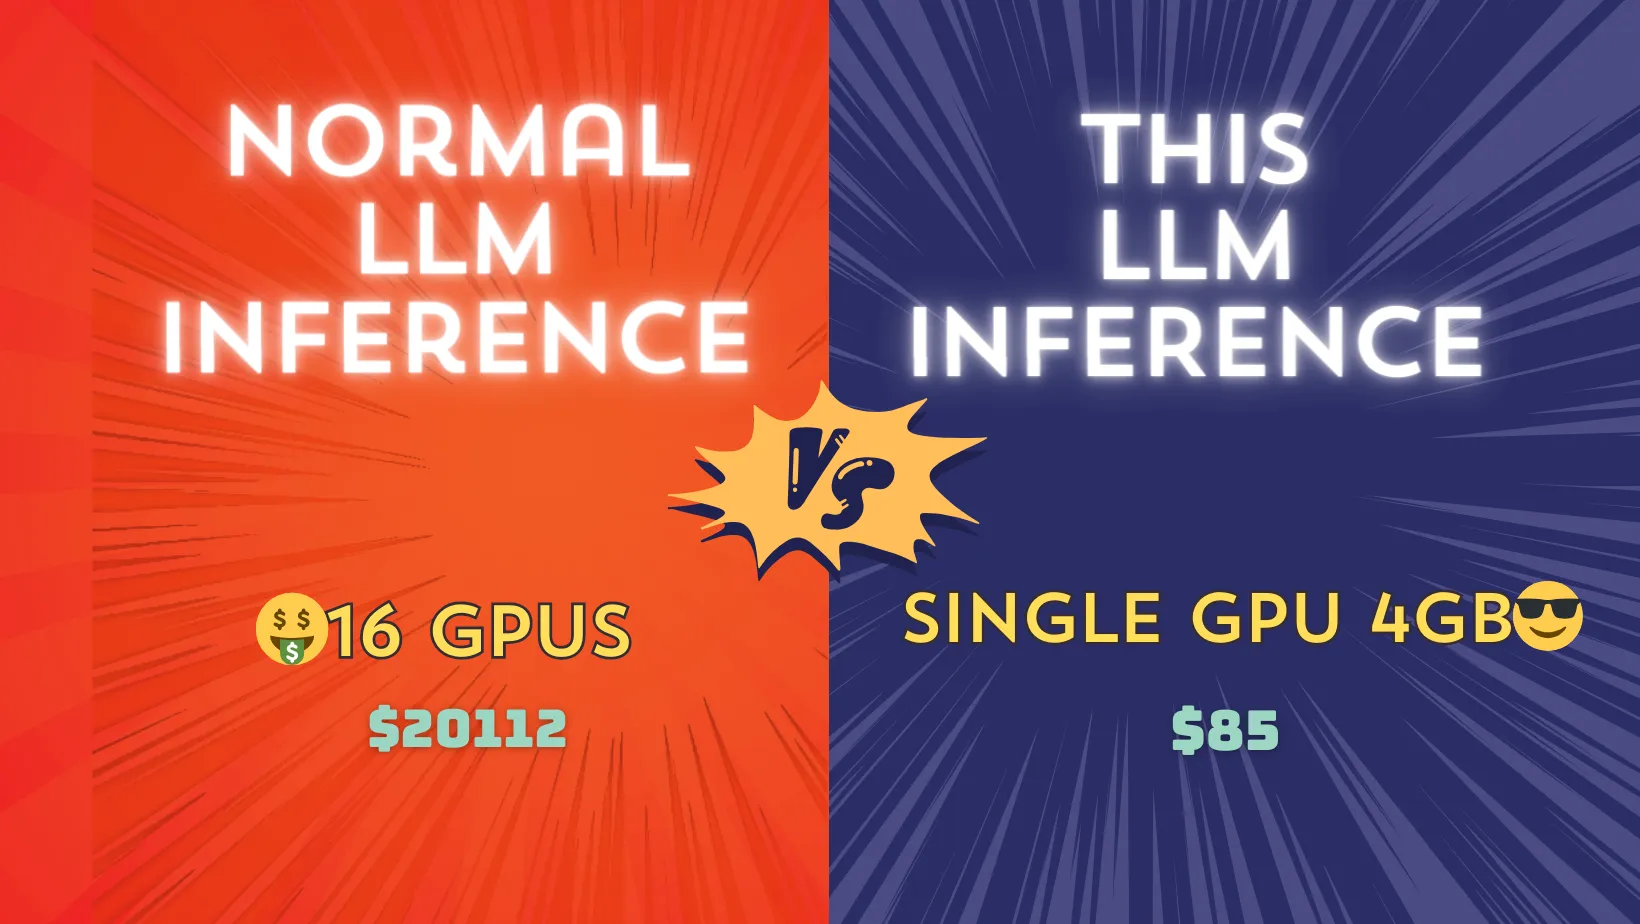 NORMAL
LLM
INFERENCE
THIS
LLM
INFERENCE
VS
🤑16 GPUS
$20112
SINGLE GPU 4GB😎
$85